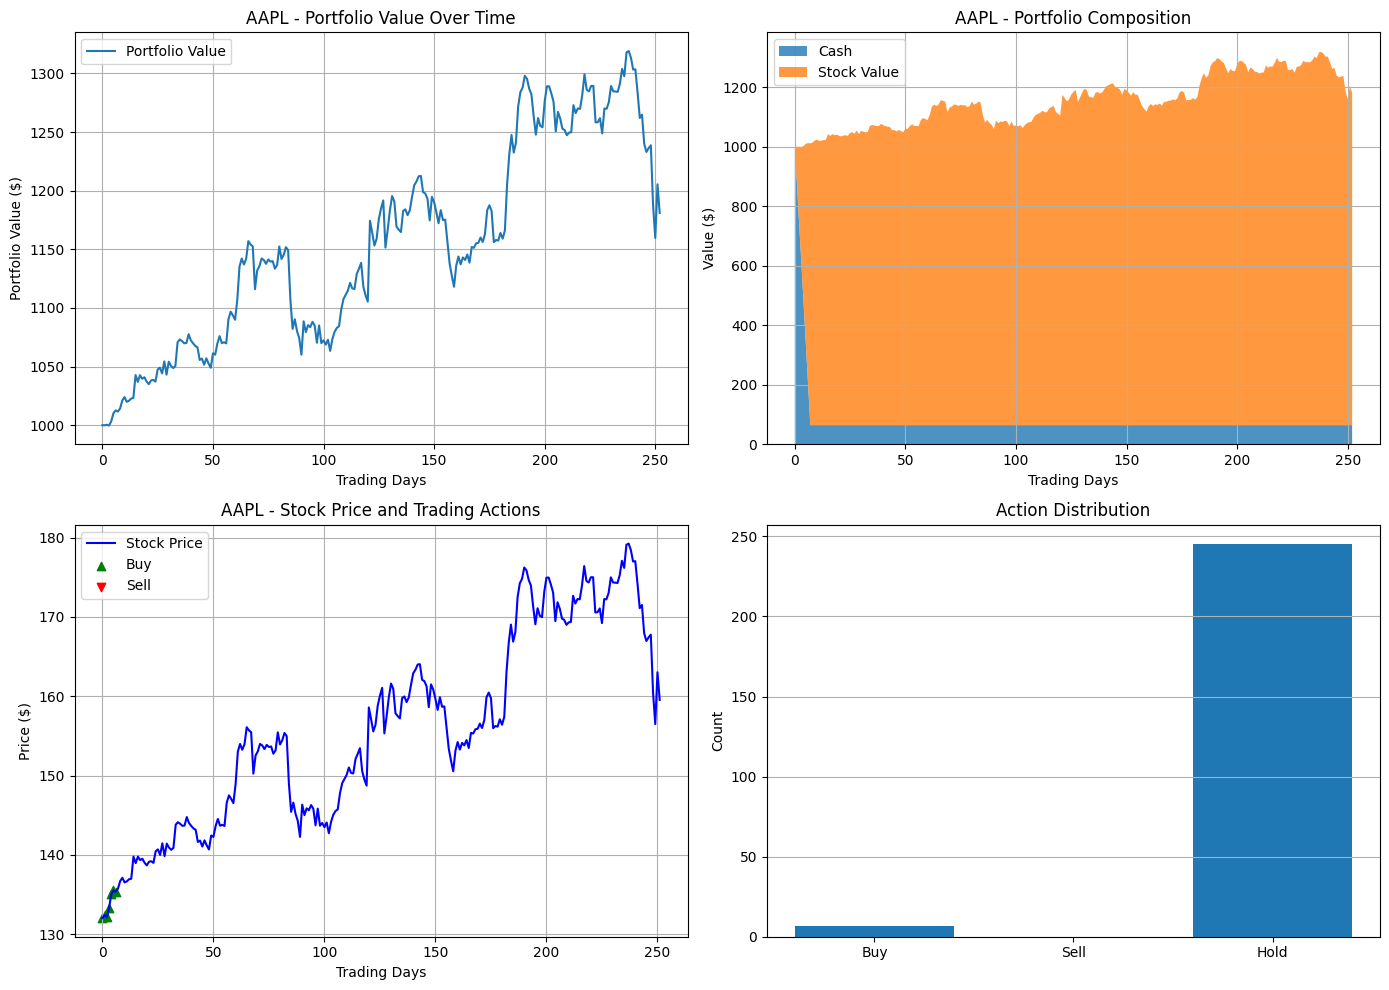 AAPL - Portfolio Value Over Time
Portfolio Value ($)
1300
1250
1200
1150
1100
1050
1000
Portfolio Value
0 50 100 150 200 250
Trading Days
AAPL - Portfolio Composition
Value ($)
1200
1000
800
600
400
200
0
Cash
Stock Value
0 50 100 150 200 250
Trading Days
AAPL - Stock Price and Trading Actions
Price ($)
180
170
160
150
140
130
Stock Price
Buy
Sell
0 50 100 150 200 250
Trading Days
Action Distribution
Count
250
200
150
100
50
0
Buy Sell Hold